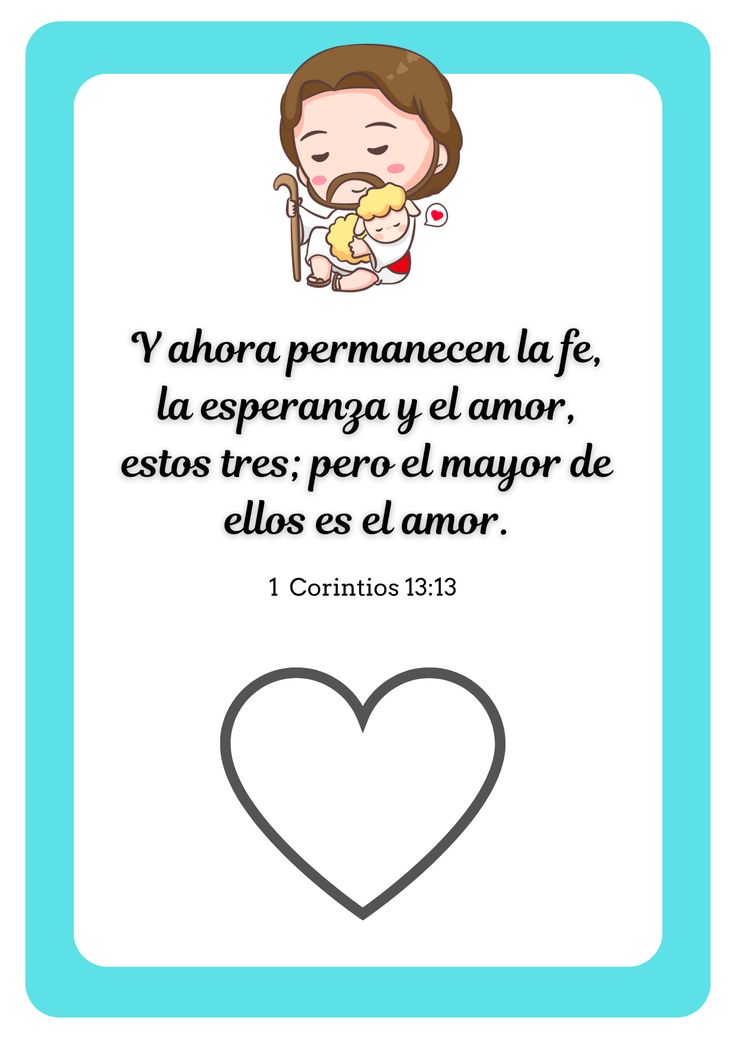 Y ahora permanecen la fe,
la esperanza y el amor,
estos tres; pero el mayor de
ellos es el amor.
1 Corintios 13:13